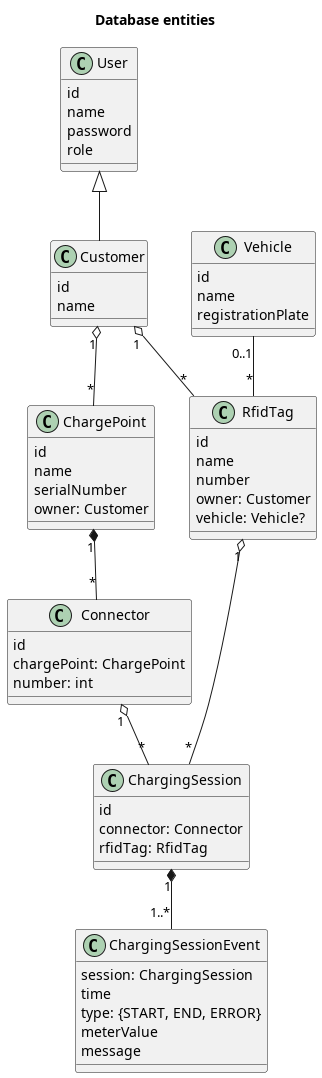 Database entities
C User
id
name
password
role
C Customer
id
name
C Vehicle
id
name
registrationPlate
1
1
0..1
*
*
*
C ChargePoint
id
name
serialNumber
owner: Customer
C RfidTag
id
name
number
owner: Customer
vehicle: Vehicle?
1
*
1
C Connector
id
chargePoint: ChargePoint
number: int
1
*
*
C ChargingSession
id
connector: Connector
rfidTag: RfidTag
1
1..*
C ChargingSessionEvent
session: ChargingSession
time
type: {START, END, ERROR}
meterValue
message